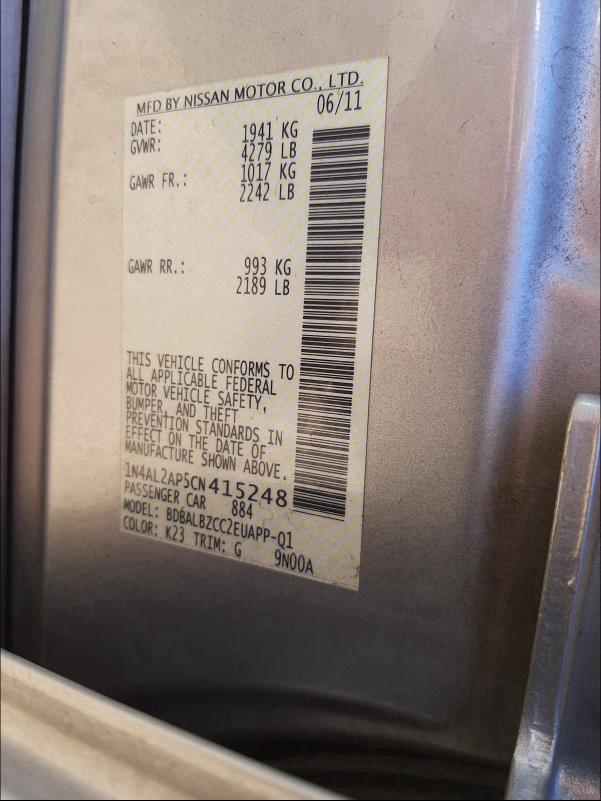 MFD BY NISSAN MOTOR CO., LTD.
DATE: 06/11
GVWR: 1941 KG
4279 LB
GAWR FR.: 1017 KG
2242 LB
GAWR RR.: 993 KG
2189 LB
THIS VEHICLE CONFORMS TO
ALL APPLICABLE FEDERAL
MOTOR VEHICLE SAFETY,
BUMPER, AND THEFT
PREVENTION STANDARDS IN
EFFECT ON THE DATE OF
MANUFACTURE SHOWN ABOVE.
1N4AL2AP5CN415248
PASSENGER CAR 884
MODEL: BDBALBZCC2EUAPP-Q1
COLOR: K23 TRIM: G 9N00A